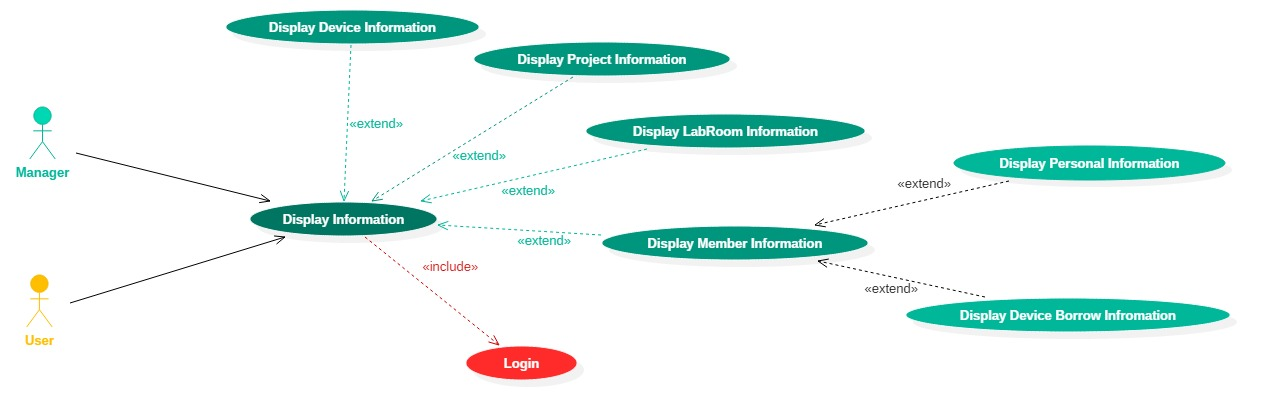 Display Device Information
Display Project Information
«extend»
Display LabRoom Information
Manager
«extend»
Display Personal Information
«extend»
«extend»
Display Information
Display Member Information
«extend»
«include»
«extend»
User
Display Device Borrow Infromation
Login